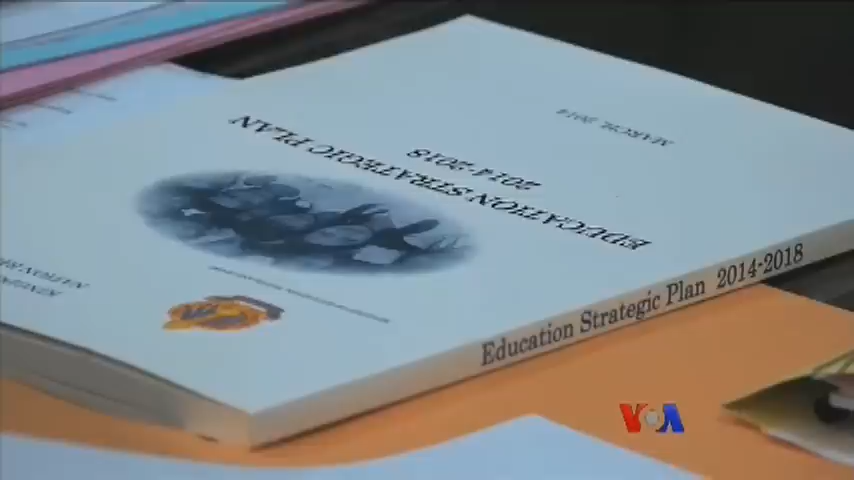 MARCH, 2014
EDUCATION STRATEGIC PLAN
2014-2018
Education Strategic Plan 2014-2018
VOA